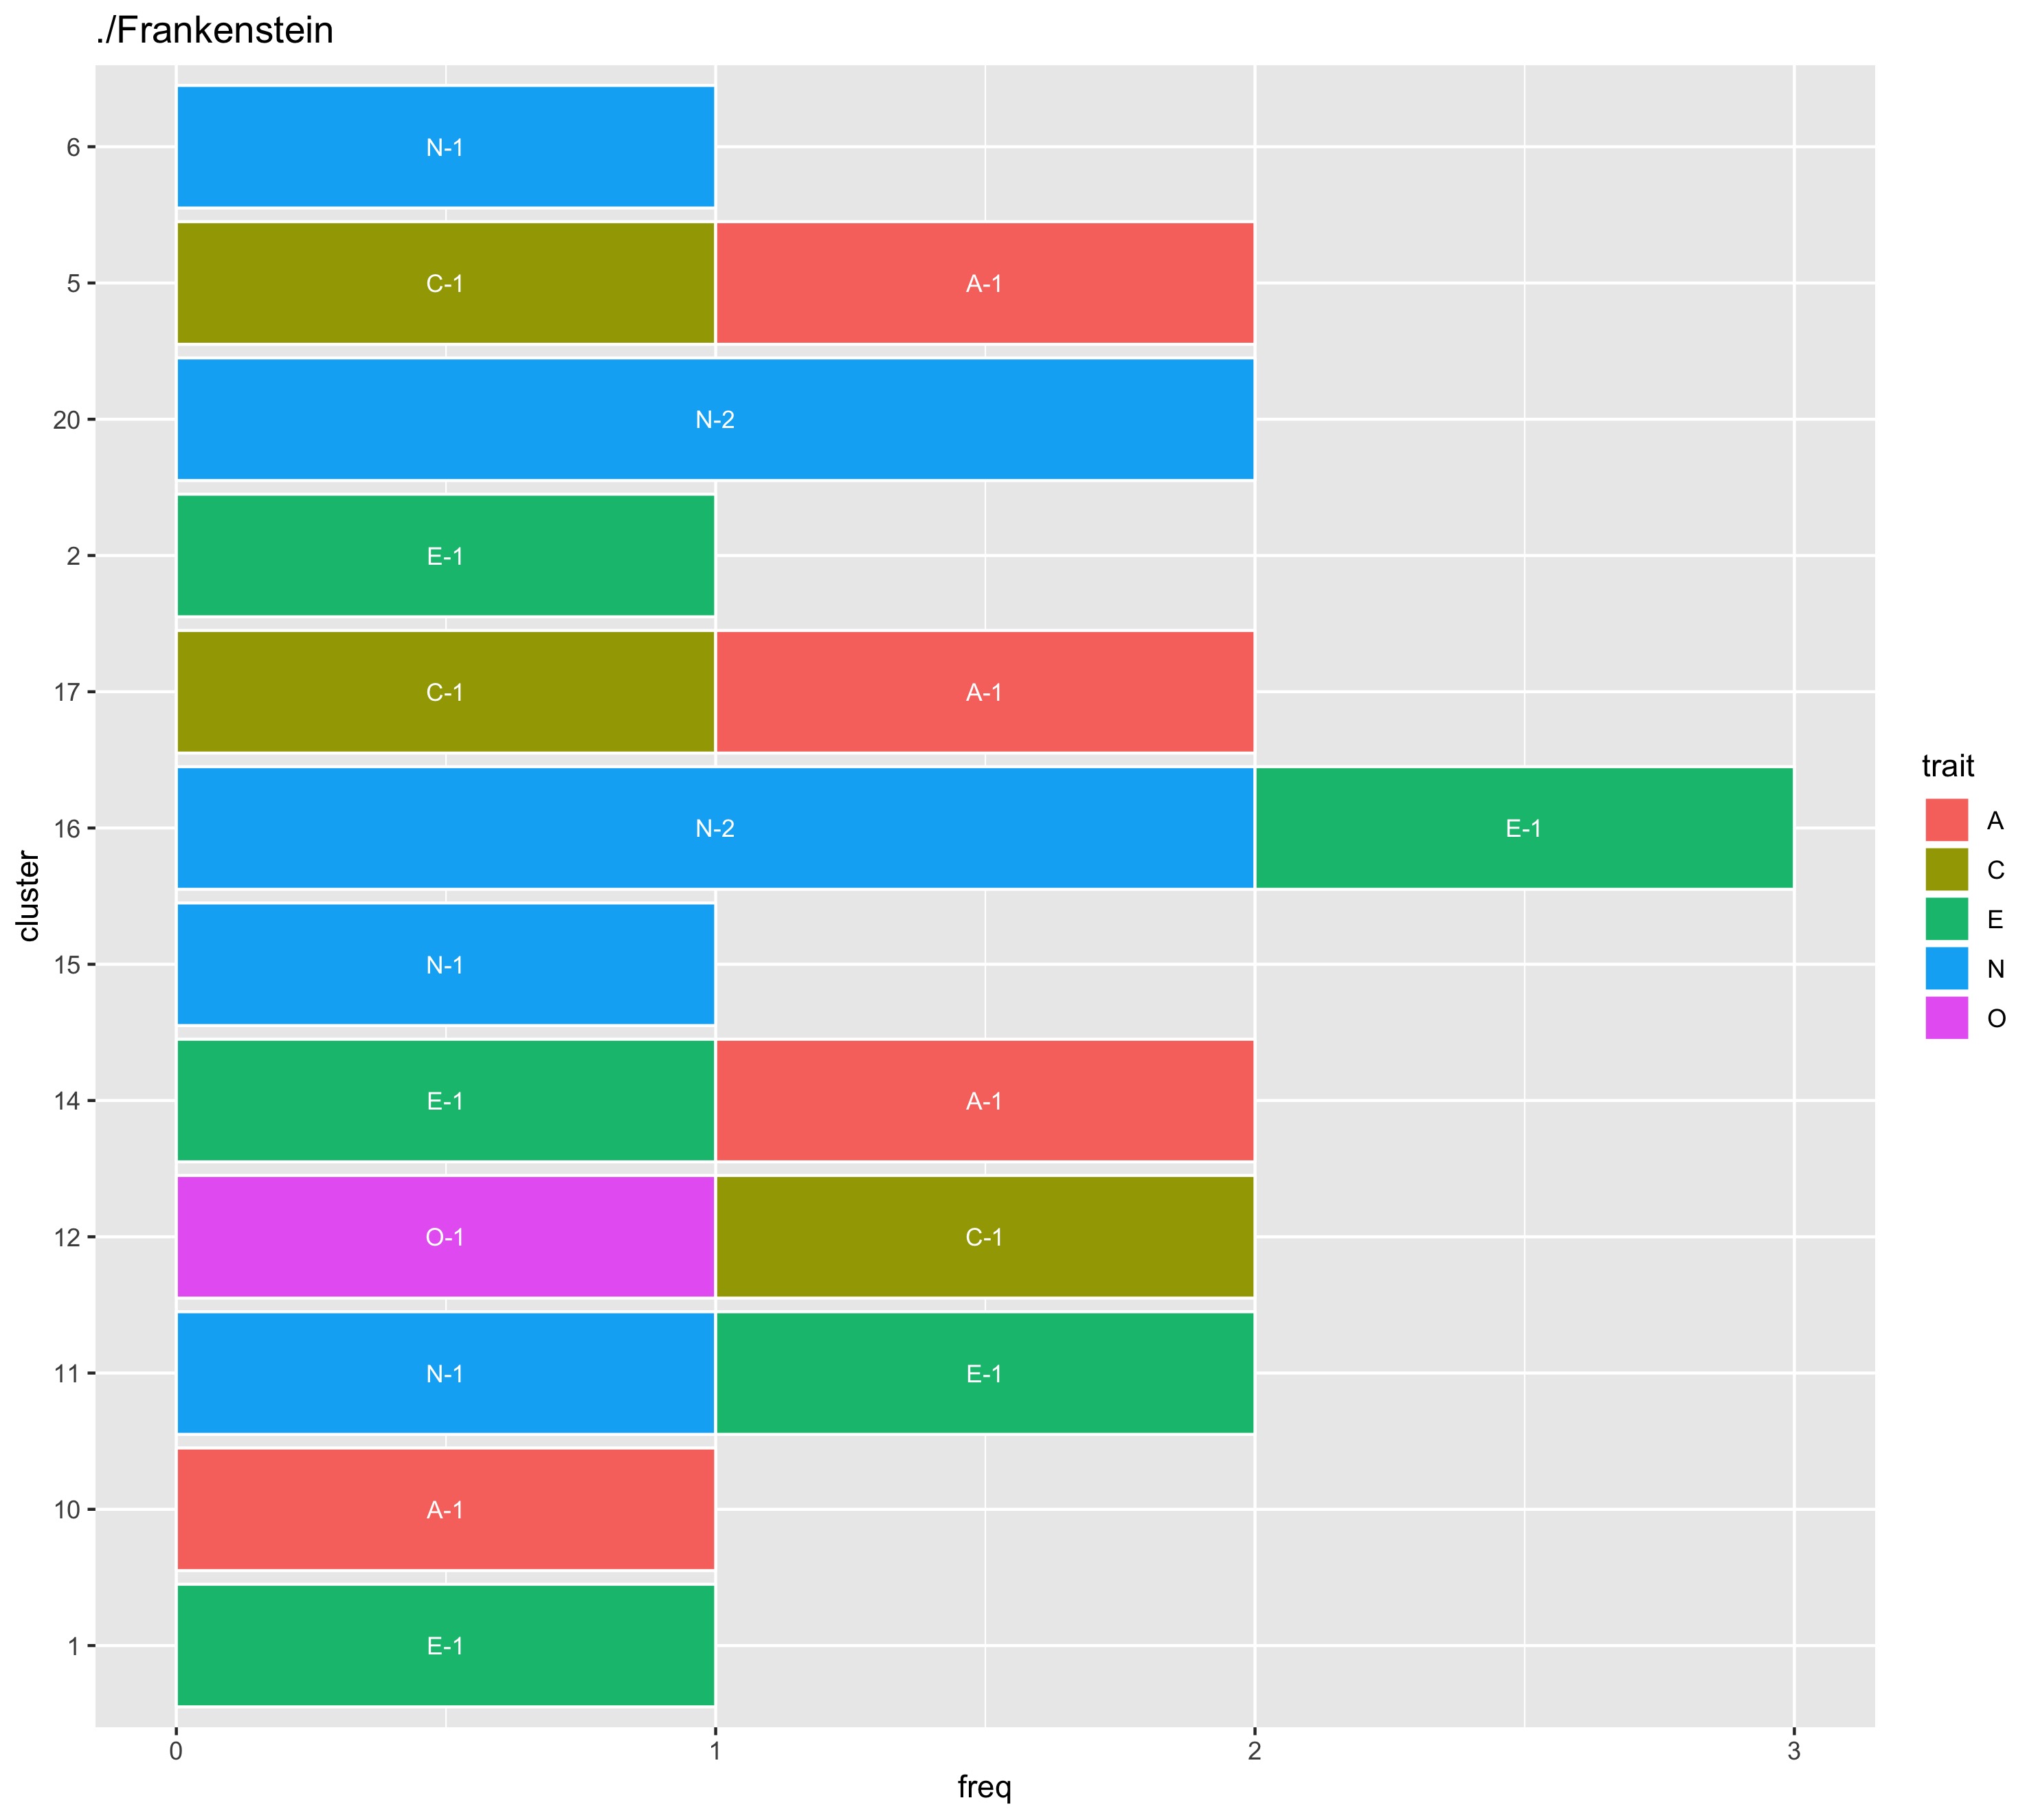 ./Frankenstein
6 N-1
5 C-1 A-1
20 N-2
2 E-1
17 C-1 A-1
16 N-2 E-1
15 N-1
14 E-1 A-1
12 O-1 C-1
11 N-1 E-1
10 A-1
1 E-1
0 1 2 3
freq
cluster
trait
A
C
E
N
O